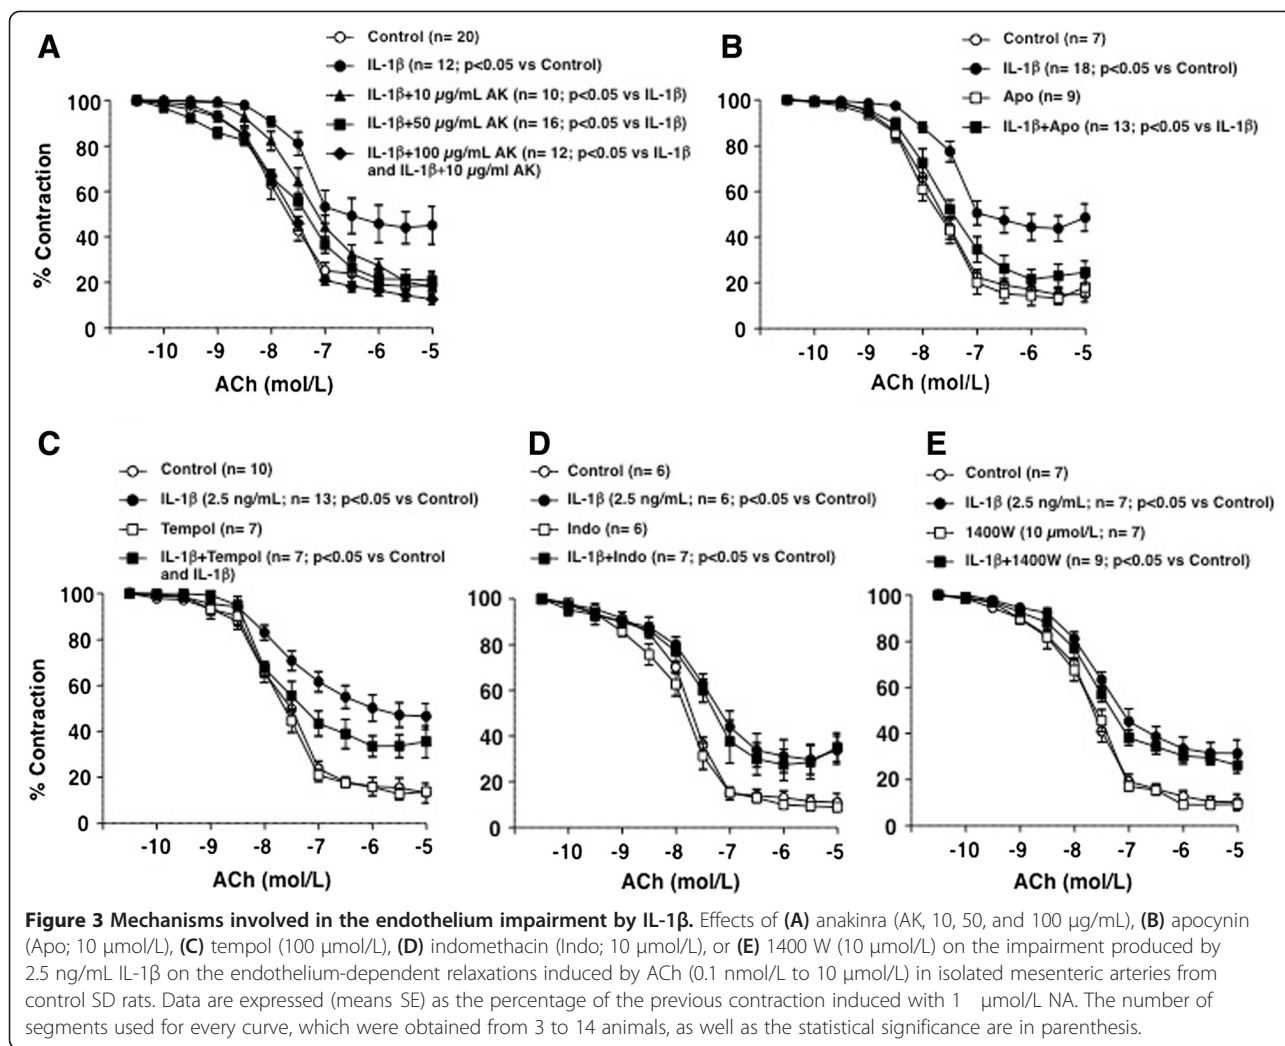 A
Control (n= 20)
IL-1β (n= 12; p<0.05 vs Control)
IL-1β+10 µg/mL AK (n= 10; p<0.05 vs IL-1β)
IL-1β+50 µg/mL AK (n= 16; p<0.05 vs IL-1β)
IL-1β+100 µg/mL AK (n= 12; p<0.05 vs IL-1β
and IL-1β+10 µg/ml AK)
% Contraction
100
80
60
40
20
0
-10 -9 -8 -7 -6 -5
ACh (mol/L)
B
Control (n= 7)
IL-1β (n= 18; p<0.05 vs Control)
Apo (n= 9)
IL-1β+Apo (n= 13; p<0.05 vs IL-1β)
100
80
60
40
20
0
-10 -9 -8 -7 -6 -5
ACh (mol/L)
C
Control (n= 10)
IL-1β (2.5 ng/mL; n= 13; p<0.05 vs Control)
Tempol (n= 7)
IL-1β+Tempol (n= 7; p<0.05 vs Control
and IL-1β)
% Contraction
100
80
60
40
20
0
-10 -9 -8 -7 -6 -5
ACh (mol/L)
D
Control (n= 6)
IL-1β (2.5 ng/mL; n= 6; p<0.05 vs Control)
Indo (n= 6)
IL-1β+Indo (n= 7; p<0.05 vs Control)
100
80
60
40
20
0
-10 -9 -8 -7 -6 -5
ACh (mol/L)
E
Control (n= 7)
IL-1β (2.5 ng/mL; n= 7; p<0.05 vs Control)
1400W (10 µmol/L; n= 7)
IL-1β+1400W (n= 9; p<0.05 vs Control)
100
80
60
40
20
0
-10 -9 -8 -7 -6 -5
ACh (mol/L)
Figure 3 Mechanisms involved in the endothelium impairment by IL-1β. Effects of (A) anakinra (AK, 10, 50, and 100 µg/mL), (B) apocynin
(Apo; 10 µmol/L), (C) tempol (100 µmol/L), (D) indomethacin (Indo; 10 µmol/L), or (E) 1400 W (10 µmol/L) on the impairment produced by
2.5 ng/mL IL-1β on the endothelium-dependent relaxations induced by ACh (0.1 nmol/L to 10 µmol/L) in isolated mesenteric arteries from
control SD rats. Data are expressed (means SE) as the percentage of the previous contraction induced with 1 µmol/L NA. The number of
segments used for every curve, which were obtained from 3 to 14 animals, as well as the statistical significance are in parenthesis.